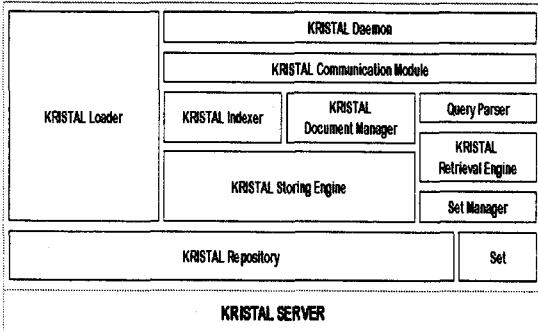 KRISTAL Daemon
KRISTAL Communication Module
KRISTAL Loader
KRISTAL Indexer
KRISTAL
Document Manager
Query Parser
KRISTAL
Retrieval Engine
KRISTAL Storing Engine
Set Manager
KRISTAL Repository
Set
KRISTAL SERVER